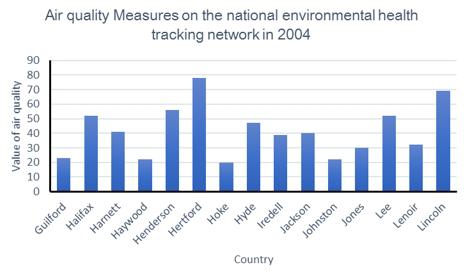 Air quality Measures on the national environmental health
tracking network in 2004
Value of air quality
90
80
70
60
50
40
30
20
10
0
Guilford
Halifax
Harnett
Haywood
Henderson
Hertford
Hoke
Hyde
Iredell
Jackson
Johnston
Jones
Lee
Lenoir
Lincoln
Country